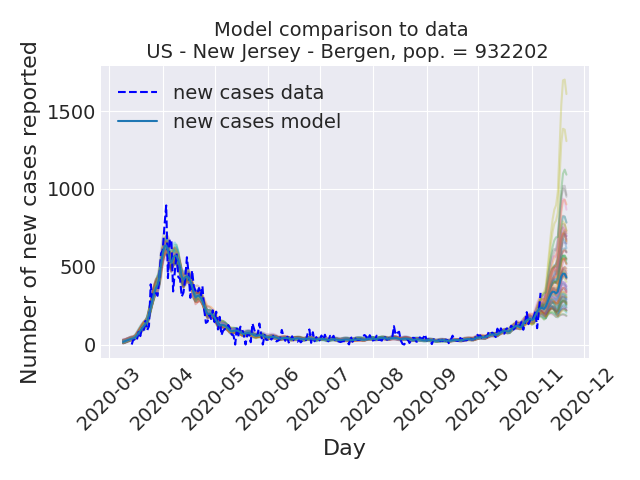 Model comparison to data
US - New Jersey - Bergen, pop. = 932202
new cases data
new cases model
Number of new cases reported
1500
1000
500
0
2020-03
2020-04
2020-05
2020-06
2020-07
2020-08
2020-09
2020-10
2020-11
2020-12
Day